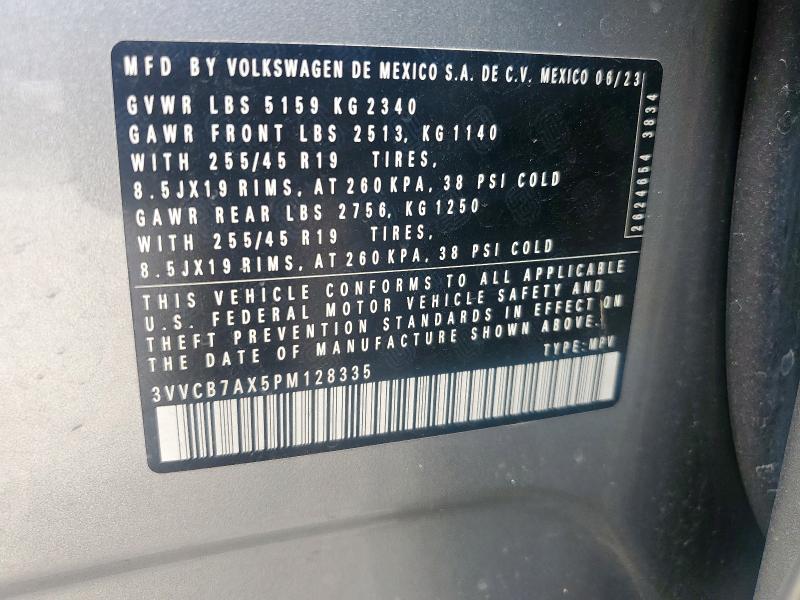 MFD BY VOLKSWAGEN DE MEXICO S.A. DE C.V. MEXICO 06/23
GVWR LBS 5159 KG 2340
GAWR FRONT LBS 2513, KG 1140
WITH 255/45 R19 TIRES,
8.5JX19 RIMS, AT 260 KPA, 38 PSI COLD
GAWR REAR LBS 2756, KG 1250
WITH 255/45 R19 TIRES,
8.5JX19 RIMS, AT 260 KPA, 38 PSI COLD
2624654 3834
THIS VEHICLE CONFORMS TO ALL APPLICABLE
U.S. FEDERAL MOTOR VEHICLE SAFETY AND
THEFT PREVENTION STANDARDS IN EFFECT ON
THE DATE OF MANUFACTURE SHOWN ABOVE.
TYPE: MPV
3VVCB7AX5PM128335